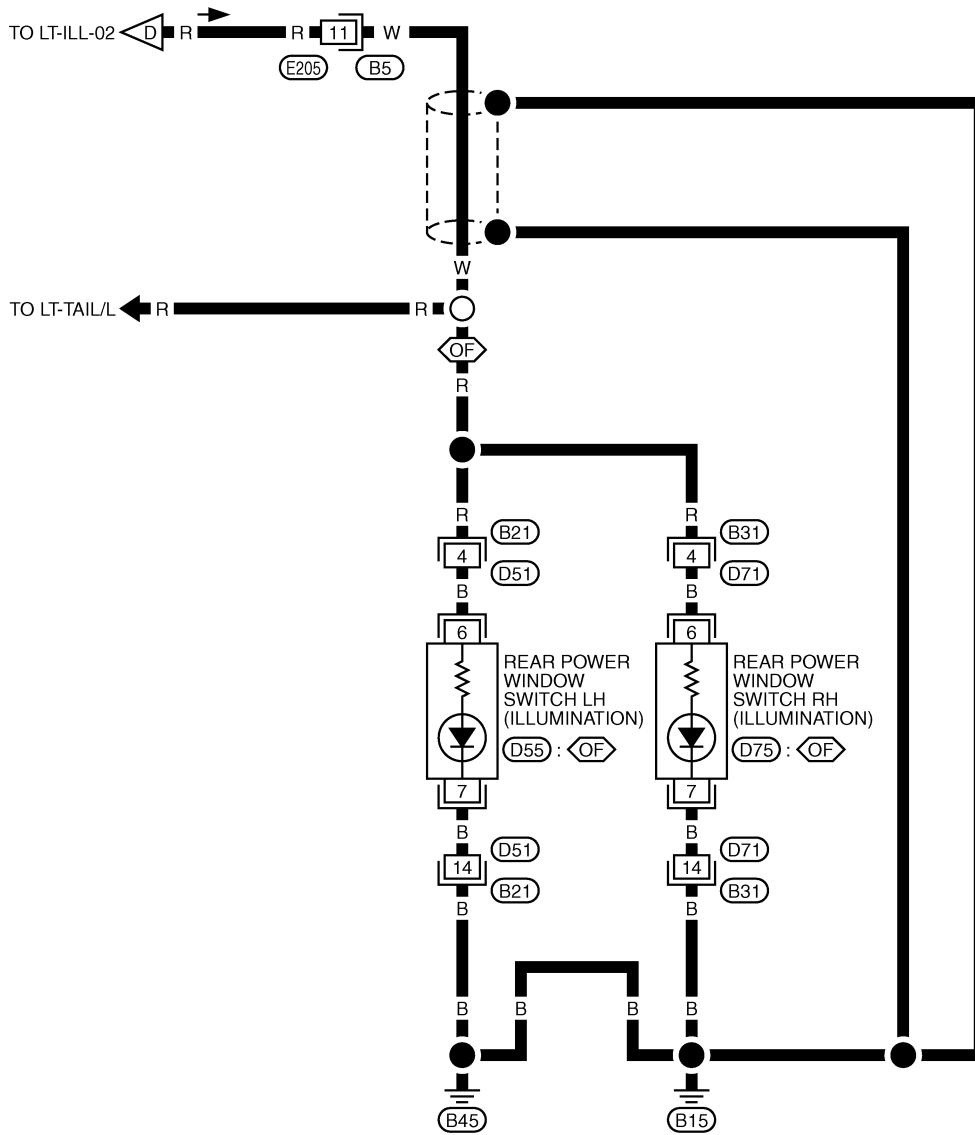 TO LT-ILL-02 D R R 11 W
E205 B5
W
TO LT-TAIL/L R R
OF
R
R R
B21 B31
4 4
D51 D71
B B
6 6
REAR POWER
WINDOW
SWITCH LH
(ILLUMINATION)
D55 : OF
REAR POWER
WINDOW
SWITCH RH
(ILLUMINATION)
D75 : OF
7 7
B B
D51 D71
14 14
B21 B31
B B
B B B B
B45 B15